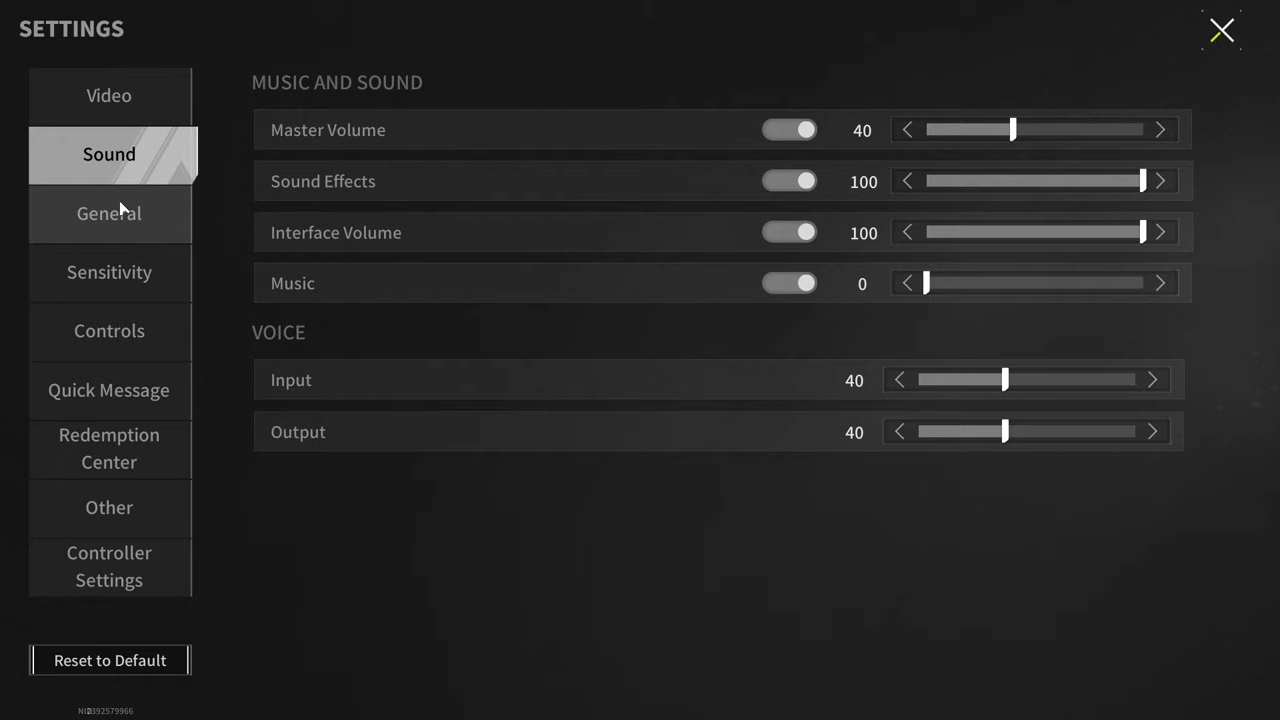 SETTINGS
Video
Sound
General
Sensitivity
Controls
Quick Message
Redemption
Center
Other
Controller
Settings
Reset to Default
MUSIC AND SOUND
Master Volume 40
Sound Effects 100
Interface Volume 100
Music 0
VOICE
Input 40
Output 40